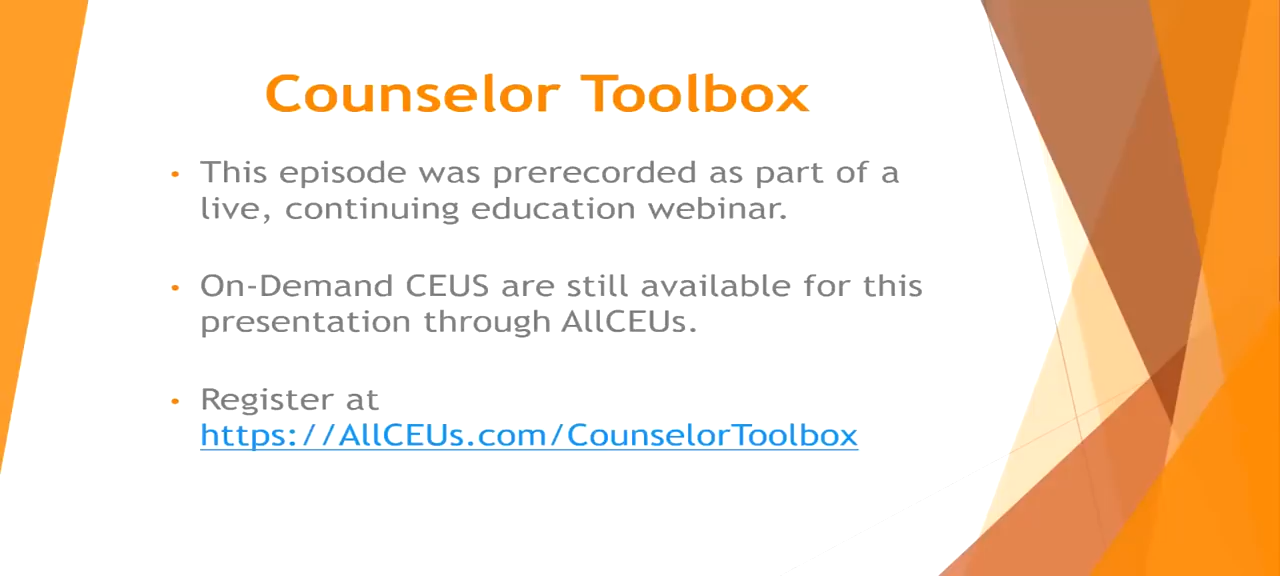 Counselor Toolbox
• This episode was prerecorded as part of a
live, continuing education webinar.
• On-Demand CEUS are still available for this
presentation through AllCEUs.
• Register at
https://AllCEUs.com/CounselorToolbox